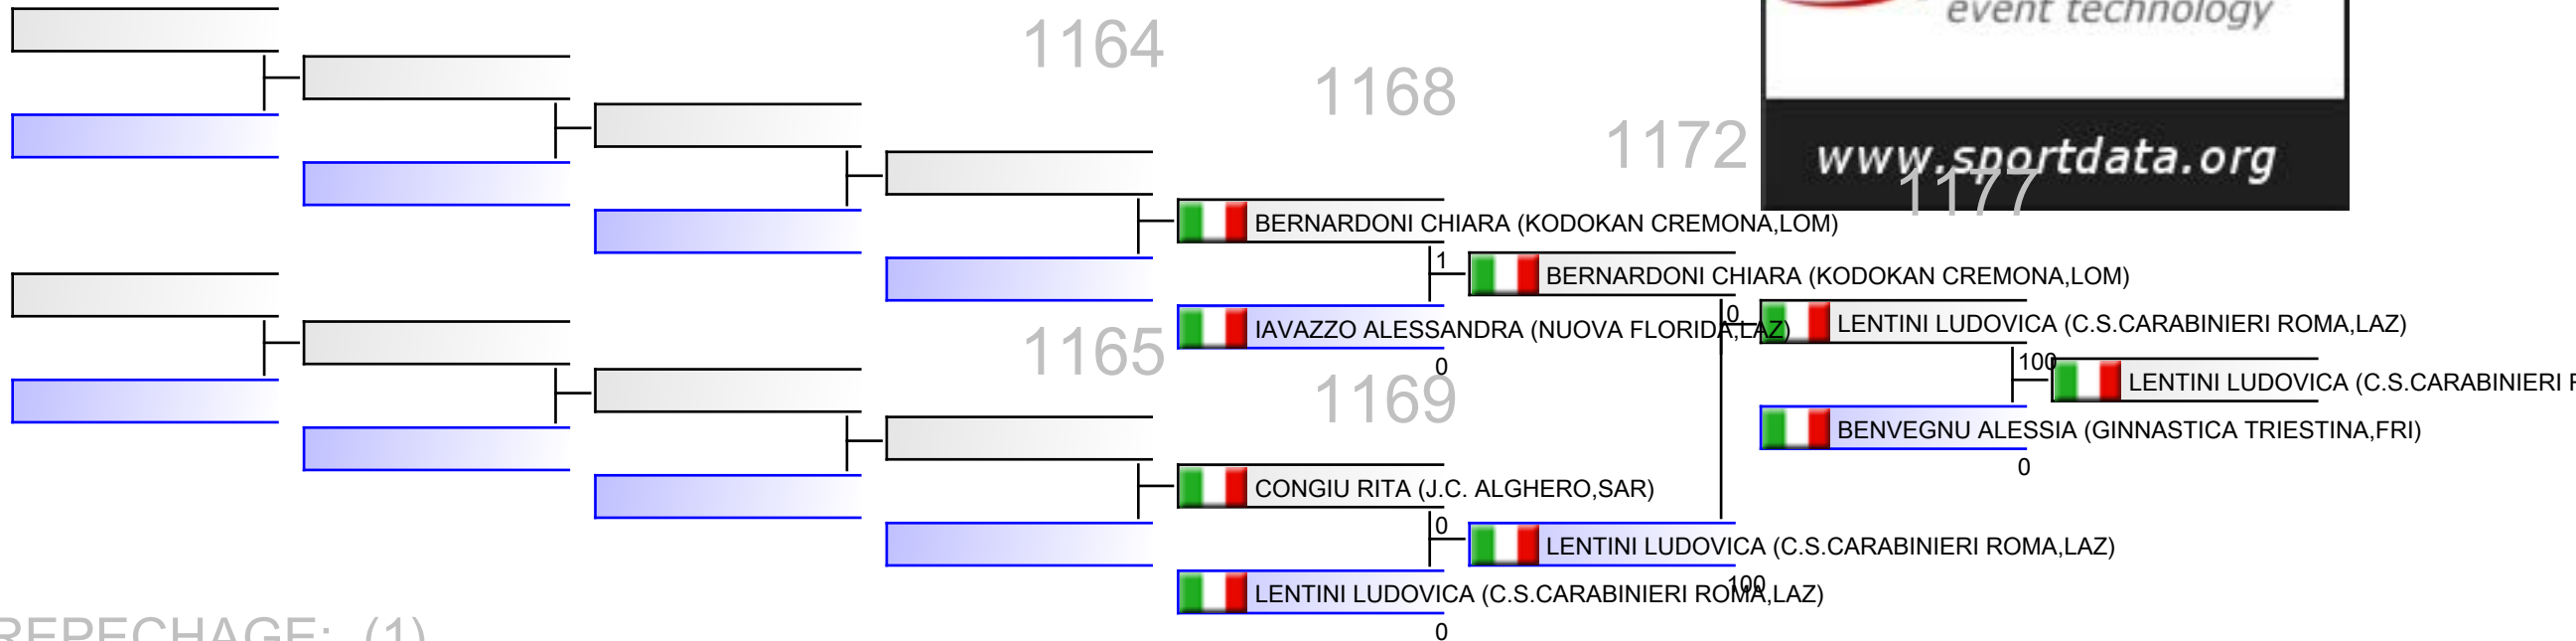 event technology
1164
1168
1172
www.sportdata.org
1177
BERNARDONI CHIARA (KODOKAN CREMONA,LOM)
1
BERNARDONI CHIARA (KODOKAN CREMONA,LOM)
IAVAZZO ALESSANDRA (NUOVA FLORIDA,LAZ)
0
0
LENTINI LUDOVICA (C.S.CARABINIERI ROMA,LAZ)
1165
1169
100
LENTINI LUDOVICA (C.S.CARABINIERI
BENVEGNU ALESSIA (GINNASTICA TRIESTINA,FRI)
0
CONGIU RITA (J.C. ALGHERO,SAR)
0
LENTINI LUDOVICA (C.S.CARABINIERI ROMA,LAZ)
100
LENTINI LUDOVICA (C.S.CARABINIERI ROMA,LAZ)
0
REPECHAGE: (1)